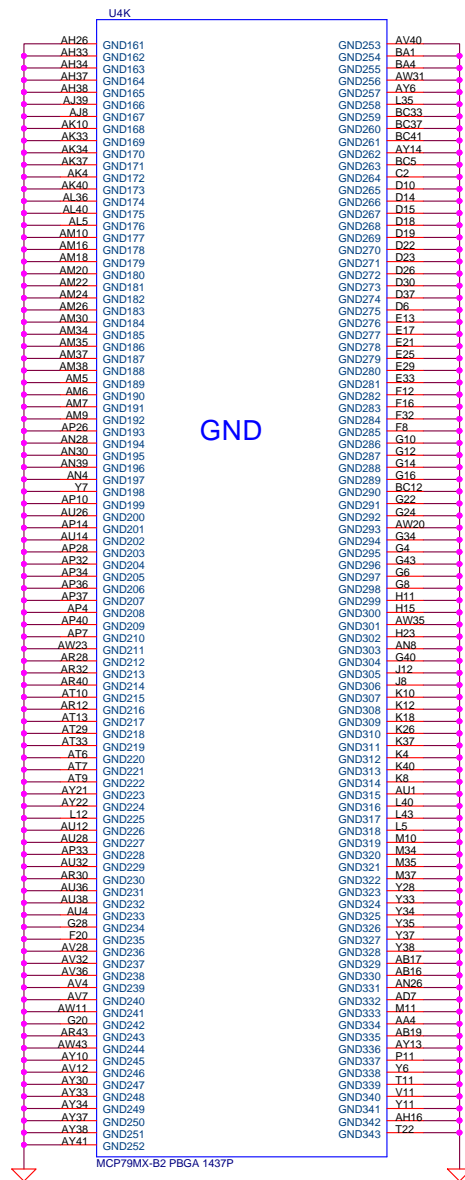 U4K
AH26 GND161 GND253 AV40
AH33 GND162 GND254 BA1
AH34 GND163 GND255 BA4
AH37 GND164 GND256 AW31
AH38 GND165 GND257 AY6
AJ39 GND166 GND258 L35
AJ8 GND167 GND259 BC33
AK10 GND168 GND260 BC37
AK33 GND169 GND261 BC41
AK34 GND170 GND262 AY14
AK37 GND171 GND263 BC5
AK4 GND172 GND264 C2
AK40 GND173 GND265 D10
AL36 GND174 GND266 D14
AL40 GND175 GND267 D15
AL5 GND176 GND268 D18
AM10 GND177 GND269 D19
AM16 GND178 GND270 D22
AM18 GND179 GND271 D23
AM20 GND180 GND272 D26
AM22 GND181 GND273 D30
AM24 GND182 GND274 D37
AM26 GND183 GND275 D6
AM30 GND184 GND276 E13
AM34 GND185 GND277 E17
AM35 GND186 GND278 E21
AM37 GND187 GND279 E25
AM38 GND188 GND280 E29
AM5 GND189 GND281 E33
AM6 GND190 GND282 F12
AM7 GND191 GND283 F16
AM9 GND192 GND284 F32
AP26 GND193 GND285 F8
GND
AN28 GND194 GND286 G10
AN30 GND195 GND287 G12
AN39 GND196 GND288 G14
AN4 GND197 GND289 G16
Y7 GND198 GND290 BC12
AP10 GND199 GND291 G22
AU26 GND200 GND292 G24
AP14 GND201 GND293 AW20
AU14 GND202 GND294 G34
AP28 GND203 GND295 G4
AP32 GND204 GND296 G43
AP34 GND205 GND297 G6
AP36 GND206 GND298 G8
AP37 GND207 GND299 H11
AP4 GND208 GND300 H15
AP40 GND209 GND301 AW35
AP7 GND210 GND302 H23
AW23 GND211 GND303 AN8
AR28 GND212 GND304 G40
AR32 GND213 GND305 J12
AR40 GND214 GND306 J8
AT10 GND215 GND307 K10
AR12 GND216 GND308 K12
AT13 GND217 GND309 K18
AT29 GND218 GND310 K26
AT33 GND219 GND311 K37
AT6 GND220 GND312 K4
AT7 GND221 GND313 K40
AT9 GND222 GND314 K8
AY21 GND223 GND315 AU1
AY22 GND224 GND316 L40
L12 GND225 GND317 L43
AU12 GND226 GND318 L5
AU28 GND227 GND319 M10
AP33 GND228 GND320 M34
AU32 GND229 GND321 M35
AR30 GND230 GND322 M37
AU36 GND231 GND323 Y28
AU38 GND232 GND324 Y33
AU4 GND233 GND325 Y34
G28 GND234 GND326 Y35
F20 GND235 GND327 Y37
AV28 GND236 GND328 Y38
AV32 GND237 GND329 AB17
AV36 GND238 GND330 AB16
AV4 GND239 GND331 AN26
AV7 GND240 GND332 AD7
AW11 GND241 GND333 M11
G20 GND242 GND334 AA4
AR43 GND243 GND335 AB19
AW43 GND244 GND336 AY13
AY10 GND245 GND337 P11
AV12 GND246 GND338 Y6
AY30 GND247 GND339 T11
AY33 GND248 GND340 V11
AY34 GND249 GND341 Y11
AY37 GND250 GND342 AH16
AY38 GND251 GND343 T22
AY41 GND252
MCP79MX-B2 PBGA 1437P